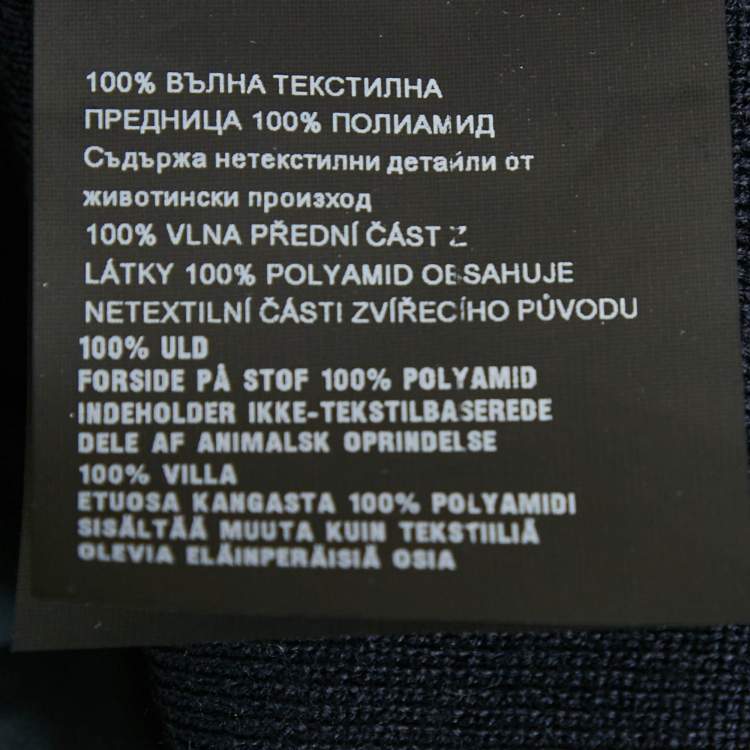 100% ВЪЛНА ТЕКСТИЛНА
ПРЕДНИЦА 100% ПОЛИАМИД
Съдържа нетекстилни детайли от
животински произход
100% VLNA PŘEDNÍ ČÁST Z
LÁTKY 100% POLYAMID OBSAHUJE
NETEXTILNÍ ČÁSTI ZVÍŘECÍHO PŮVODU
100% ULD
FORSIDE PÅ STOF 100% POLYAMID
INDEHOLDER IKKE-TEKSTILBASEREDE
DELE AF ANIMALSK OPRINDELSE
100% VILLA
ETUOSA KANGASTA 100% POLYAMIDI
SISÄLTÄÄ MUUTA KUIN TEKSTIILIÄ
OLEVIA ELÄINPERÄISIÄ OSIA